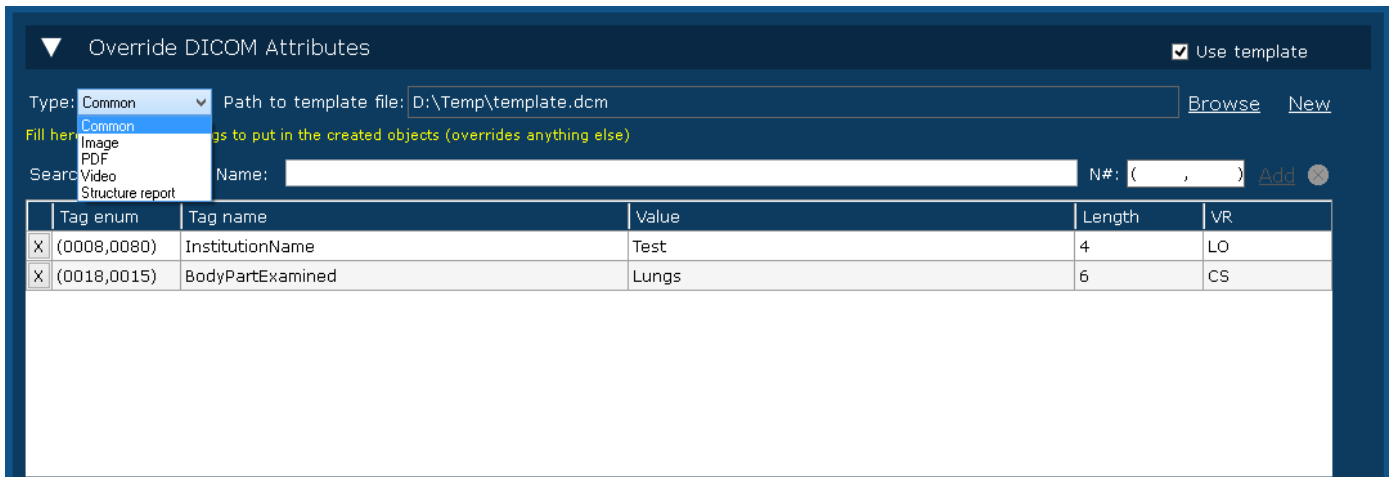 Override DICOM Attributes
Use template
Type: Common Path to template file: D:\Temp\template.dcm Browse New
Common
Image
PDF
Video
Structure report
Fill her gs to put in the created objects (overrides anything else)
Searc Name: N#: ( , ) Add
Tag enum Tag name Value Length VR
X (0008,0080) InstitutionName Test 4 LO
X (0018,0015) BodyPartExamined Lungs 6 CS